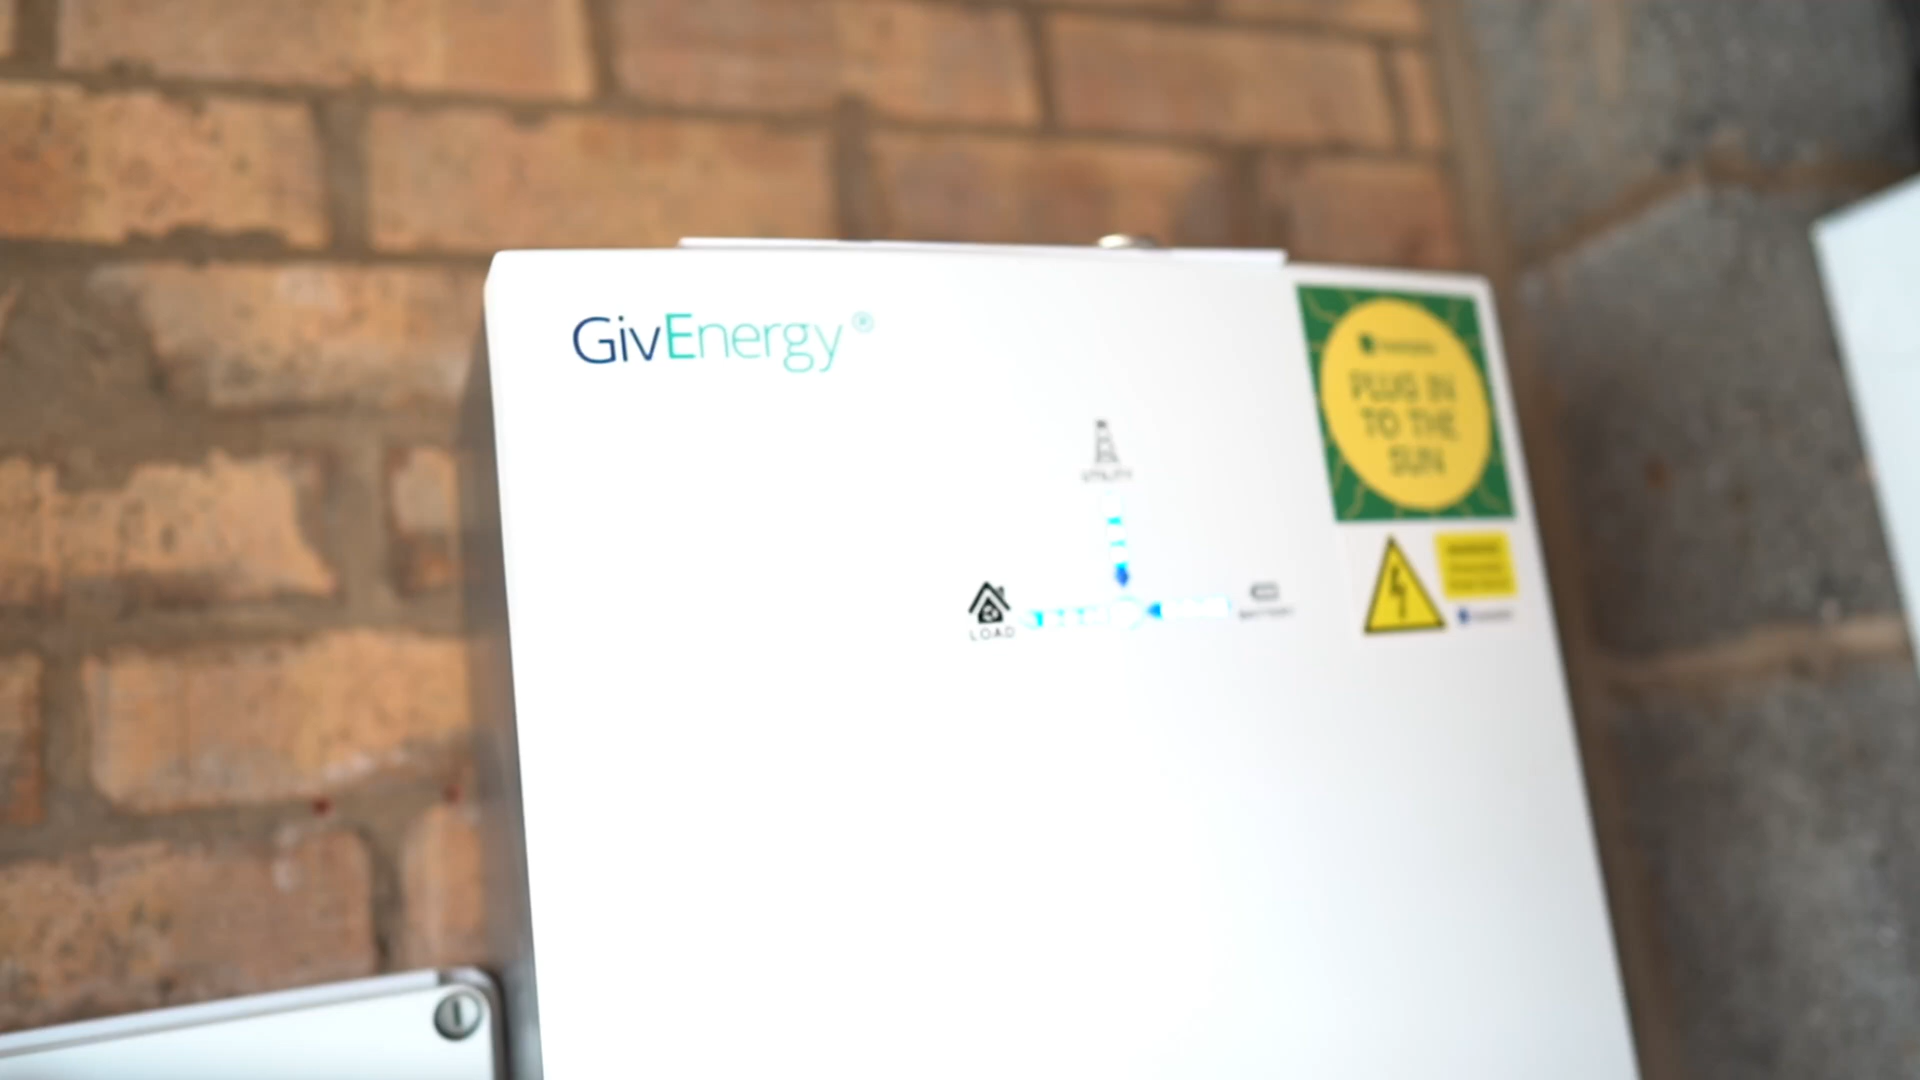 GivEnergy®
UTILITY
LOAD
BATTERY
PLUG IN
TO THE
SUN